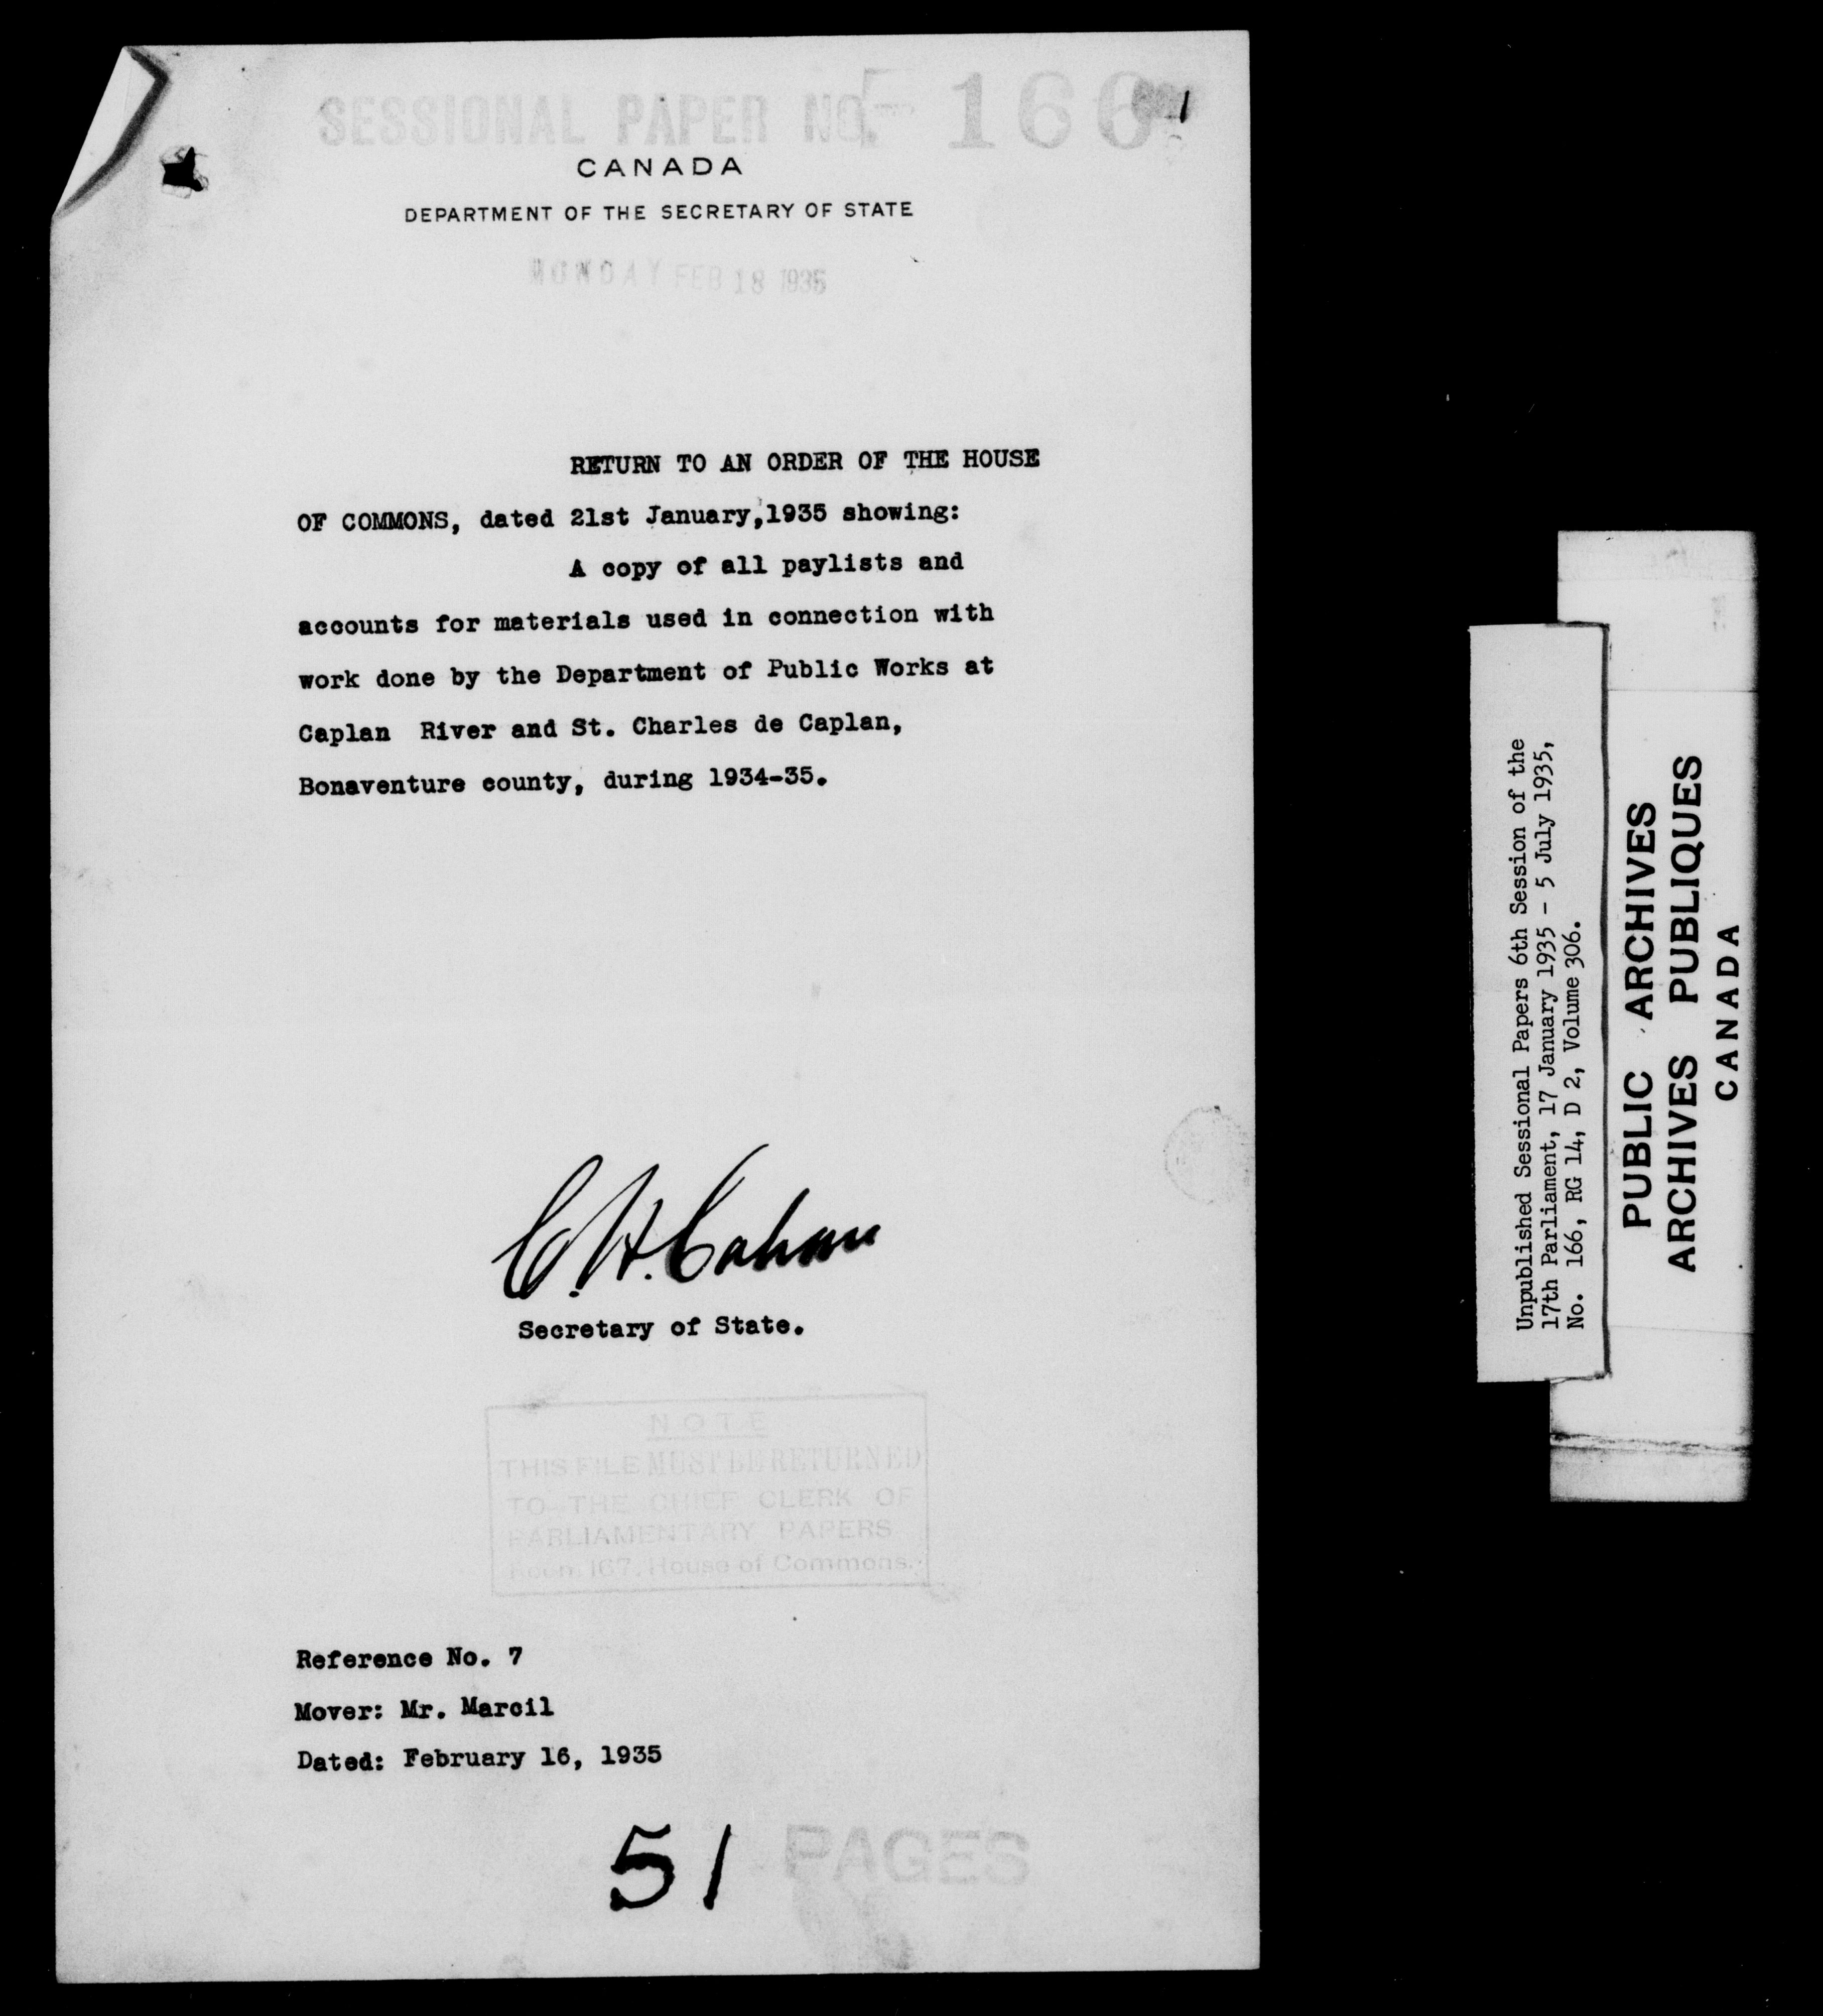 SESSIONAL PAPER NO. 166
1
CANADA
DEPARTMENT OF THE SECRETARY OF STATE
MONDAY FEB 18 1935
RETURN TO AN ORDER OF THE HOUSE
OF COMMONS, dated 21st January,1935 showing:
A copy of all paylists and
accounts for materials used in connection with
work done by the Department of Public Works at
Caplan River and St. Charles de Caplan,
Bonaventure county, during 1934-35.
C. H. Cahan
Secretary of State.
NOTE
THIS FILE MUST BE RETURNED
TO THE CHIEF CLERK OF
PARLIAMENTARY PAPERS
Room 167, House of Commons.
Reference No. 7
Mover: Mr. Marcil
Dated: February 16, 1935
51 PAGES
Unpublished Sessional Papers 6th Session of the
17th Parliament, 17 January 1935 - 5 July 1935,
No. 166, RG 14, D 2, Volume 306.
PUBLIC ARCHIVES
ARCHIVES PUBLIQUES
CANADA